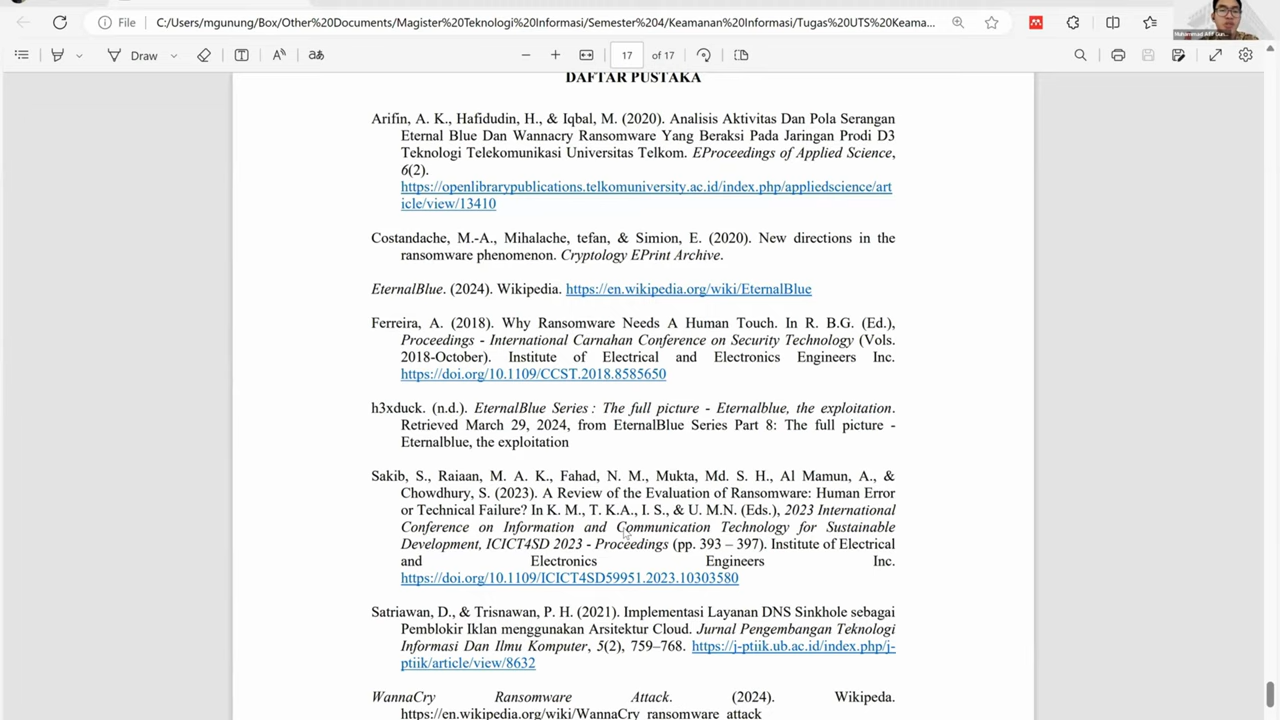 File
C:/Users/mgunung/Box/Other%20Documents/Magister%20Teknologi%20Informasi/Semester%204/Keamanan%20Informasi/Tugas%20UTS%20Keama...
Draw
aあ
17 of 17
DAFTAR PUSTAKA
Arifin, A. K., Hafidudin, H., & Iqbal, M. (2020). Analisis Aktivitas Dan Pola Serangan
Eternal Blue Dan Wannacry Ransomware Yang Beraksi Pada Jaringan Prodi D3
Teknologi Telekomunikasi Universitas Telkom. EProceedings of Applied Science,
6(2).
https://openlibrarypublications.telkomuniversity.ac.id/index.php/appliedscience/art
icle/view/13410
Costandache, M.-A., Mihalache, tefan, & Simion, E. (2020). New directions in the
ransomware phenomenon. Cryptology EPrint Archive.
EternalBlue. (2024). Wikipedia. https://en.wikipedia.org/wiki/EternalBlue
Ferreira, A. (2018). Why Ransomware Needs A Human Touch. In R. B.G. (Ed.),
Proceedings - International Carnahan Conference on Security Technology (Vols.
2018-October). Institute of Electrical and Electronics Engineers Inc.
https://doi.org/10.1109/CCST.2018.8585650
h3xduck. (n.d.). EternalBlue Series : The full picture - Eternalblue, the exploitation.
Retrieved March 29, 2024, from EternalBlue Series Part 8: The full picture -
Eternalblue, the exploitation
Sakib, S., Raiaan, M. A. K., Fahad, N. M., Mukta, Md. S. H., Al Mamun, A., &
Chowdhury, S. (2023). A Review of the Evaluation of Ransomware: Human Error
or Technical Failure? In K. M., T. K.A., I. S., & U. M.N. (Eds.), 2023 International
Conference on Information and Communication Technology for Sustainable
Development, ICICT4SD 2023 - Proceedings (pp. 393 – 397). Institute of Electrical
and Electronics Engineers Inc.
https://doi.org/10.1109/ICICT4SD59951.2023.10303580
Satriawan, D., & Trisnawan, P. H. (2021). Implementasi Layanan DNS Sinkhole sebagai
Pemblokir Iklan menggunakan Arsitektur Cloud. Jurnal Pengembangan Teknologi
Informasi Dan Ilmu Komputer, 5(2), 759–768. https://j-ptiik.ub.ac.id/index.php/j-
ptiik/article/view/8632
WannaCry Ransomware Attack. (2024). Wikipeda.
https://en.wikipedia.org/wiki/WannaCry_ransomware_attack